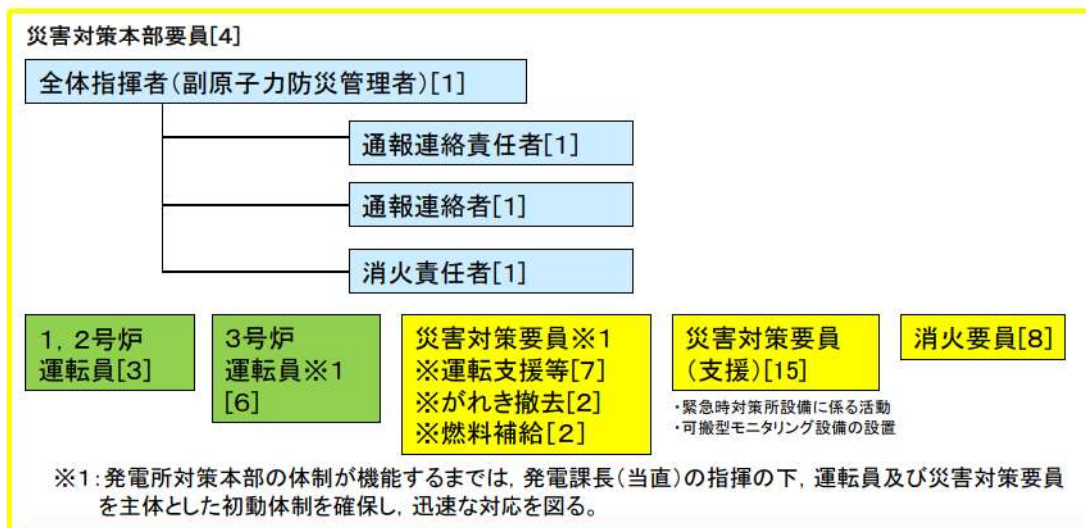 災害対策本部要員[4]
全体指揮者(副原子力防災管理者)[1]
通報連絡責任者[1]
通報連絡者[1]
消火責任者[1]
1, 2号炉
運転員[3]
3号炉
運転員※1
[6]
災害対策要員※1
※運転支援等[7]
※がれき撤去[2]
※燃料補給[2]
災害対策要員
(支援)[15]
・緊急時対策所設備に係る活動
・可搬型モニタリング設備の設置
消火要員[8]
※1:発電所対策本部の体制が機能するまでは, 発電課長(当直)の指揮の下, 運転員及び災害対策要員
を主体とした初動体制を確保し, 迅速な対応を図る。